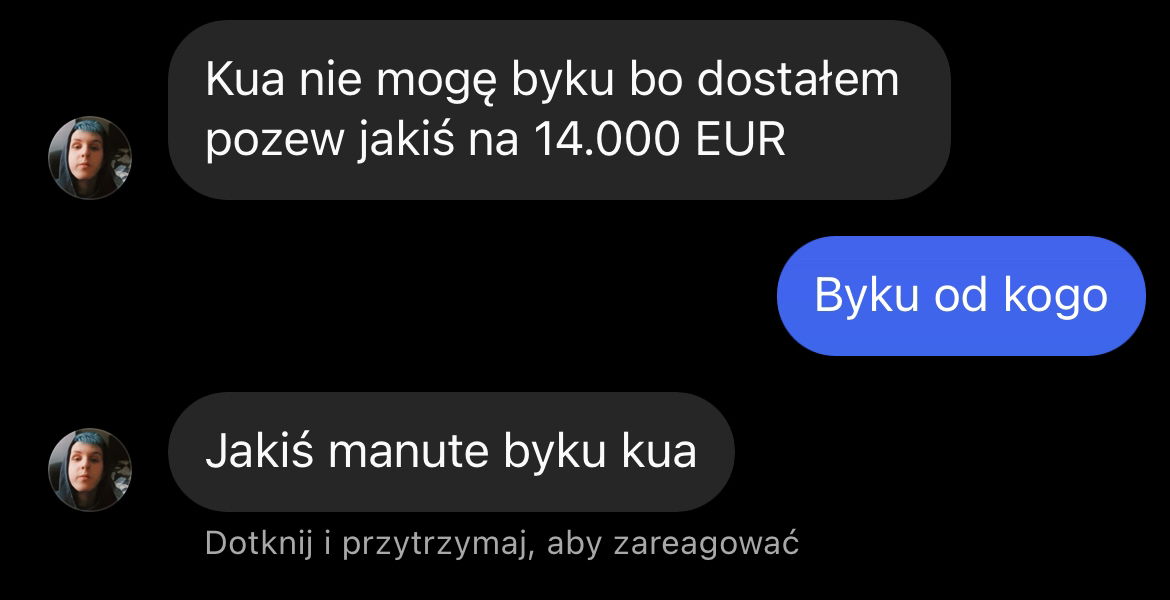 Kua nie mogę byku bo dostałem
pozew jakiś na 14.000 EUR
Byku od kogo
Jakiś manute byku kua
Dotknij i przytrzymaj, aby zareagować